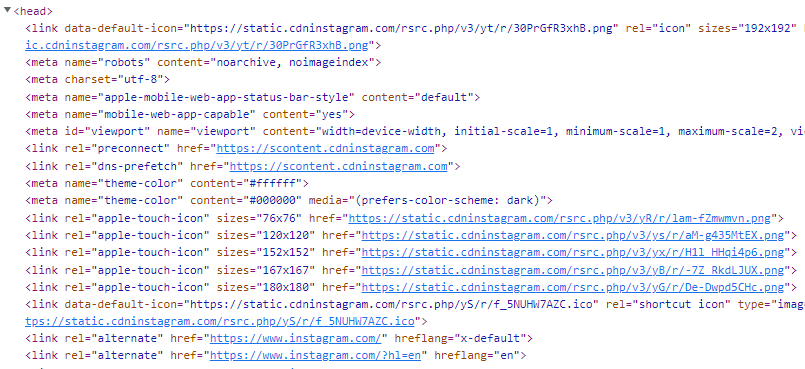 <head>
<link data-default-icon="https://static.cdninstagram.com/rsrc.php/v3/yt/r/30PrGfR3xhB.png" rel="icon" sizes="192x192"
ic.cdninstagram.com/rsrc.php/v3/yt/r/30PrGfR3xhB.png">
<meta name="robots" content="noarchive, noimageindex">
<meta charset="utf-8">
<meta name="apple-mobile-web-app-status-bar-style" content="default">
<meta name="mobile-web-app-capable" content="yes">
<meta id="viewport" name="viewport" content="width=device-width, initial-scale=1, minimum-scale=1, maximum-scale=2, vi
<link rel="preconnect" href="https://scontent.cdninstagram.com">
<link rel="dns-prefetch" href="https://scontent.cdninstagram.com">
<meta name="theme-color" content="#ffffff">
<meta name="theme-color" content="#000000" media="(prefers-color-scheme: dark)">
<link rel="apple-touch-icon" sizes="76x76" href="https://static.cdninstagram.com/rsrc.php/v3/yR/r/lam-fZmwmvn.png">
<link rel="apple-touch-icon" sizes="120x120" href="https://static.cdninstagram.com/rsrc.php/v3/ys/r/aM-g435MtEX.png">
<link rel="apple-touch-icon" sizes="152x152" href="https://static.cdninstagram.com/rsrc.php/v3/yx/r/H1l_HHqi4p6.png">
<link rel="apple-touch-icon" sizes="167x167" href="https://static.cdninstagram.com/rsrc.php/v3/yB/r/-7Z_RkdLJUX.png">
<link rel="apple-touch-icon" sizes="180x180" href="https://static.cdninstagram.com/rsrc.php/v3/yG/r/De-Dwpd5CHc.png">
<link data-default-icon="https://static.cdninstagram.com/rsrc.php/yS/r/f_5NUHW7AZC.ico" rel="shortcut icon" type="imag
tps://static.cdninstagram.com/rsrc.php/yS/r/f_5NUHW7AZC.ico">
<link rel="alternate" href="https://www.instagram.com/" hreflang="x-default">
<link rel="alternate" href="https://www.instagram.com/?hl=en" hreflang="en">